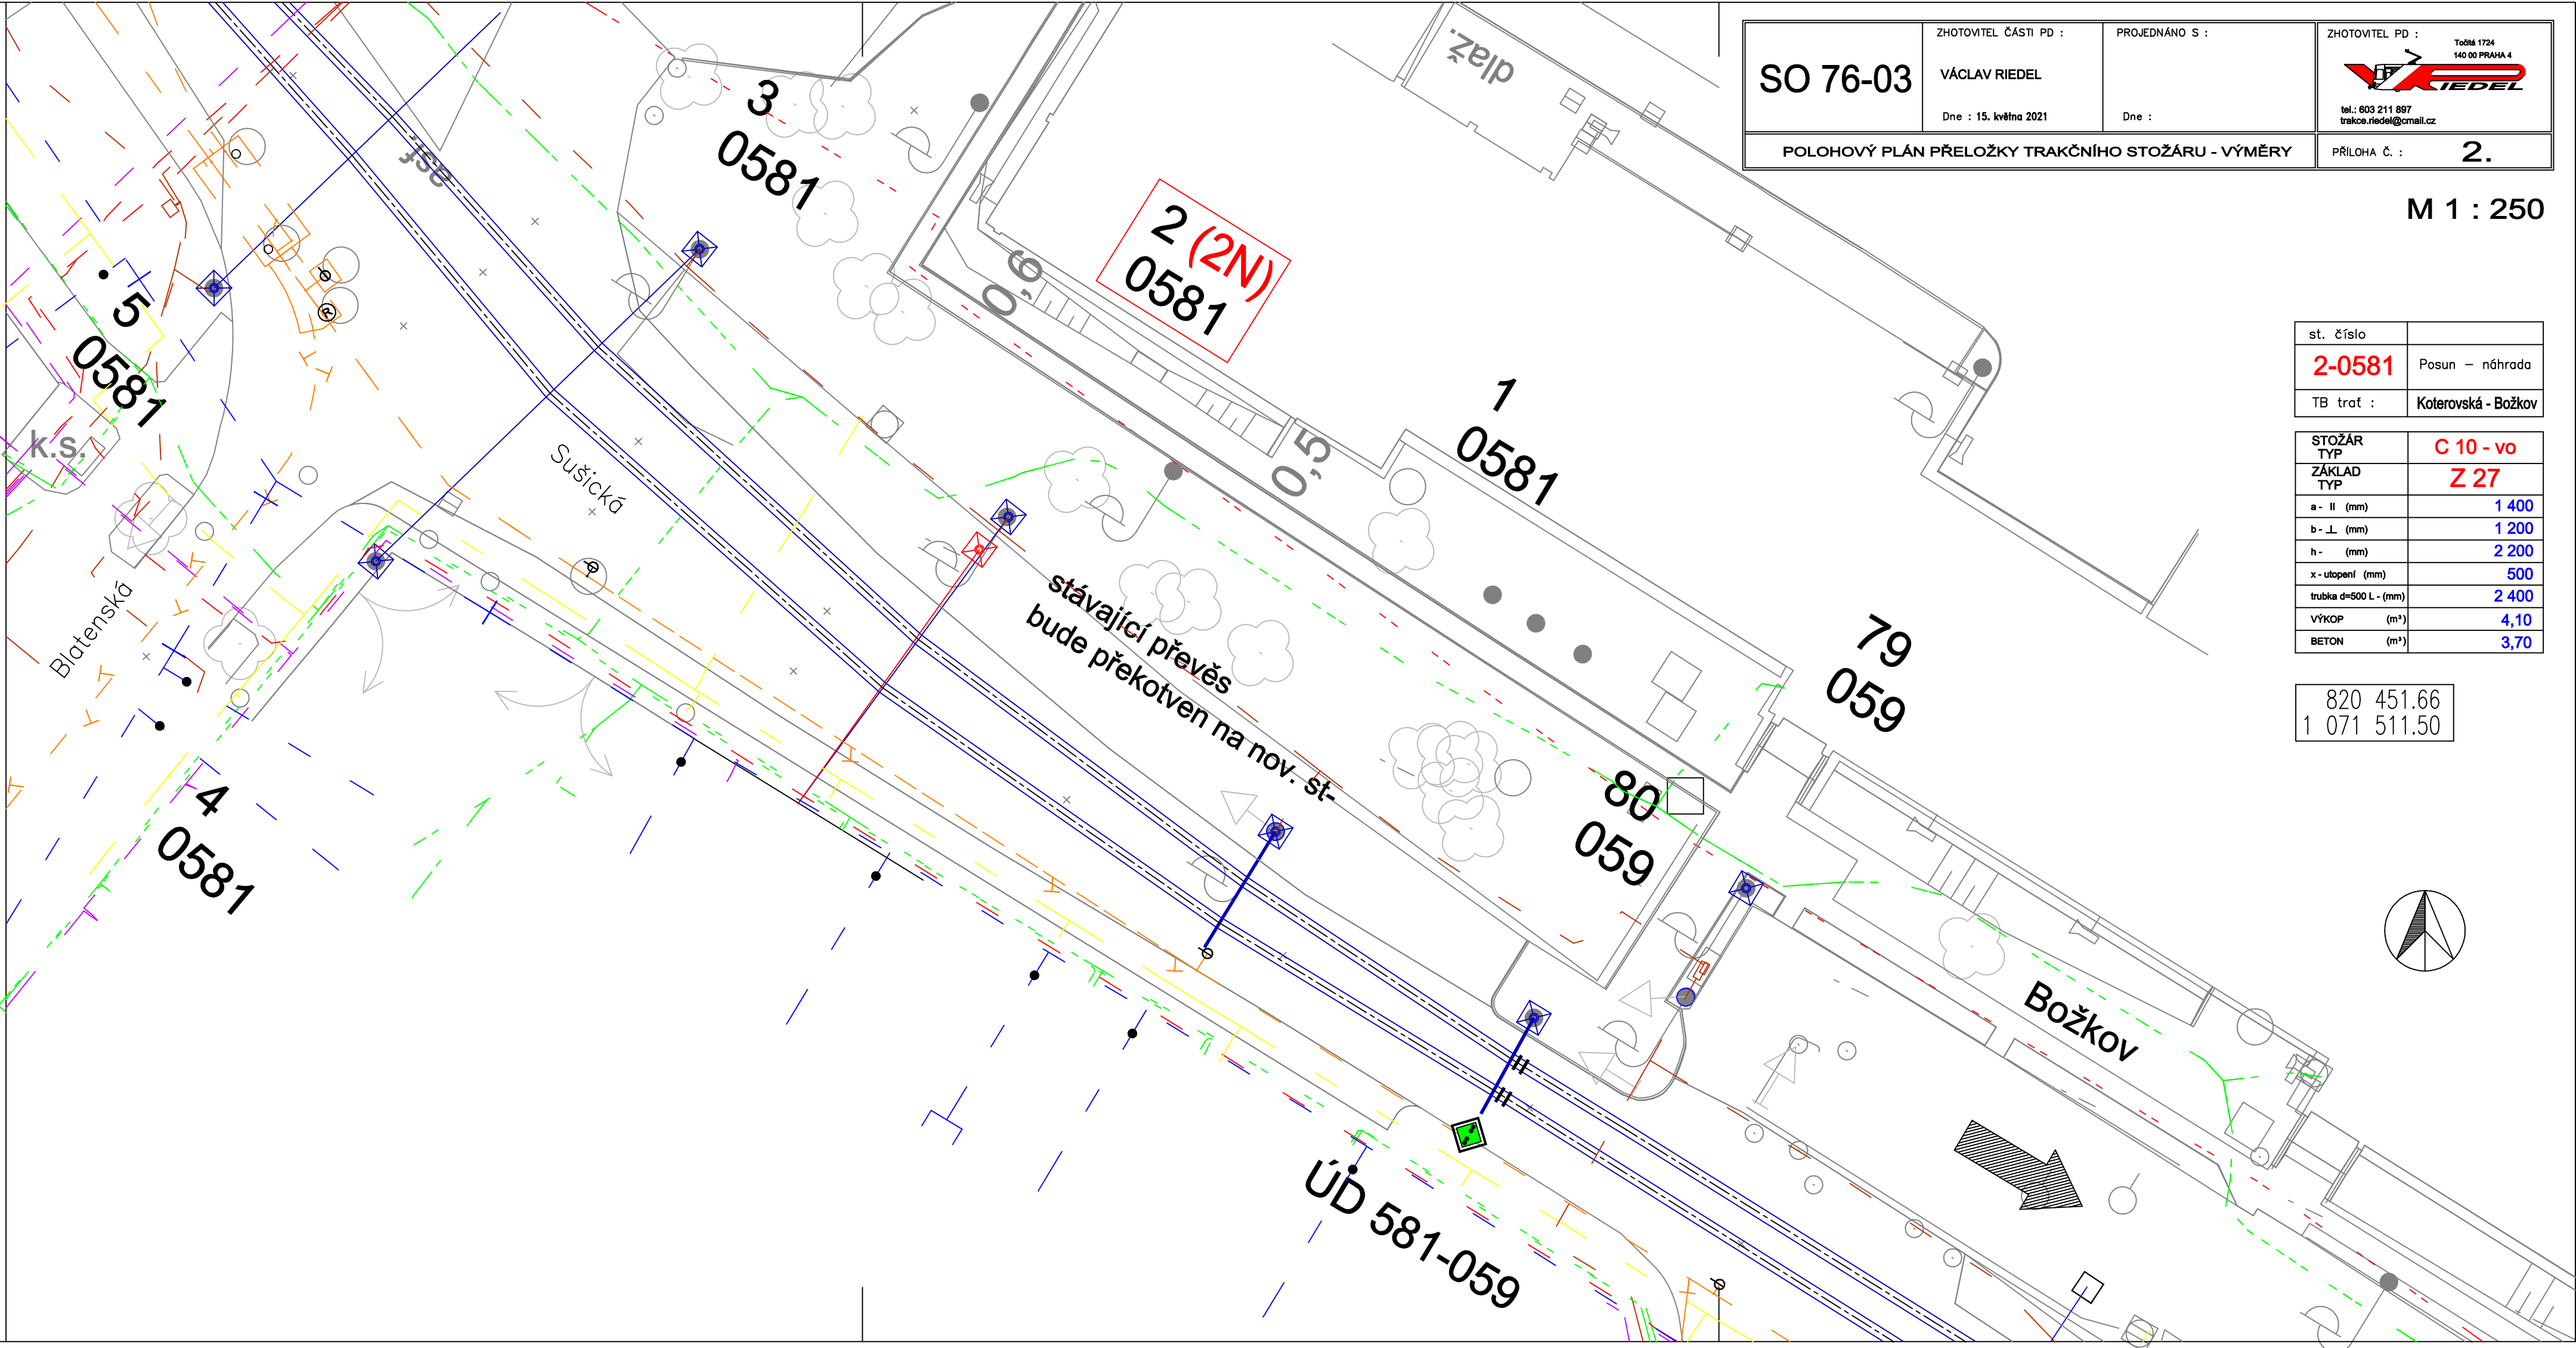 SO 76-03
ZHOTOVITEL ČÁSTI PD :
VÁCLAV RIEDEL
Dne : 15. května 2021
PROJEDNÁNO S :
Dne :
ZHOTOVITEL PD :
Točitá 1724
140 00 PRAHA 4
RIEDEL
tel.: 603 211 897
trakce.riedel@cmail.cz
POLOHOVÝ PLÁN PŘELOŽKY TRAKČNÍHO STOŽÁRU - VÝMĚRY
PŘÍLOHA Č. :
2.
M 1 : 250
st. číslo
2-0581
Posun – náhrada
TB trať :
Koterovská - Božkov
STOŽÁR TYP
C 10 - vo
ZÁKLAD TYP
Z 27
a - II (mm)
1 400
b - ⊥ (mm)
1 200
h - (mm)
2 200
x - utopení (mm)
500
trubka d=500 L - (mm)
2 400
VÝKOP (m³)
4,10
BETON (m³)
3,70
820 451.66
1 071 511.50
dlaž.
asf
3
0581
2 (2N)
0581
0,6
0,5
1
0581
5
0581
k.s.
R
Sušická
Blatenská
stávající převěs
bude překotven na nov. st-
79
059
80
059
4
0581
Božkov
ÚD 581-059